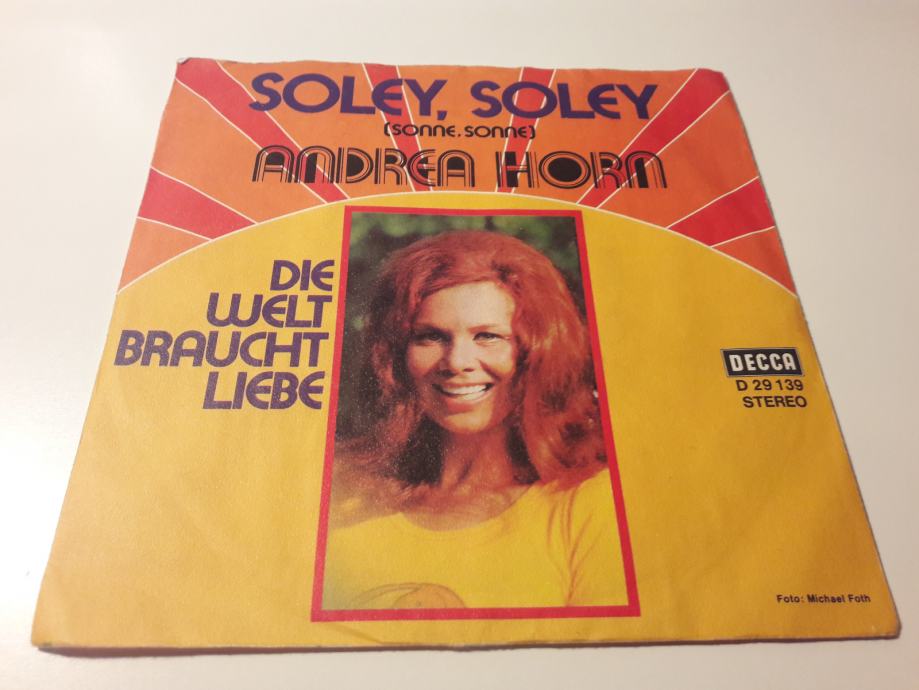 SOLEY, SOLEY
(SONNE, SONNE)
ANDREA HORN
DIE
WELT
BRAUCHT
LIEBE
DECCA
D 29 139
STEREO
Foto: Michael Foth